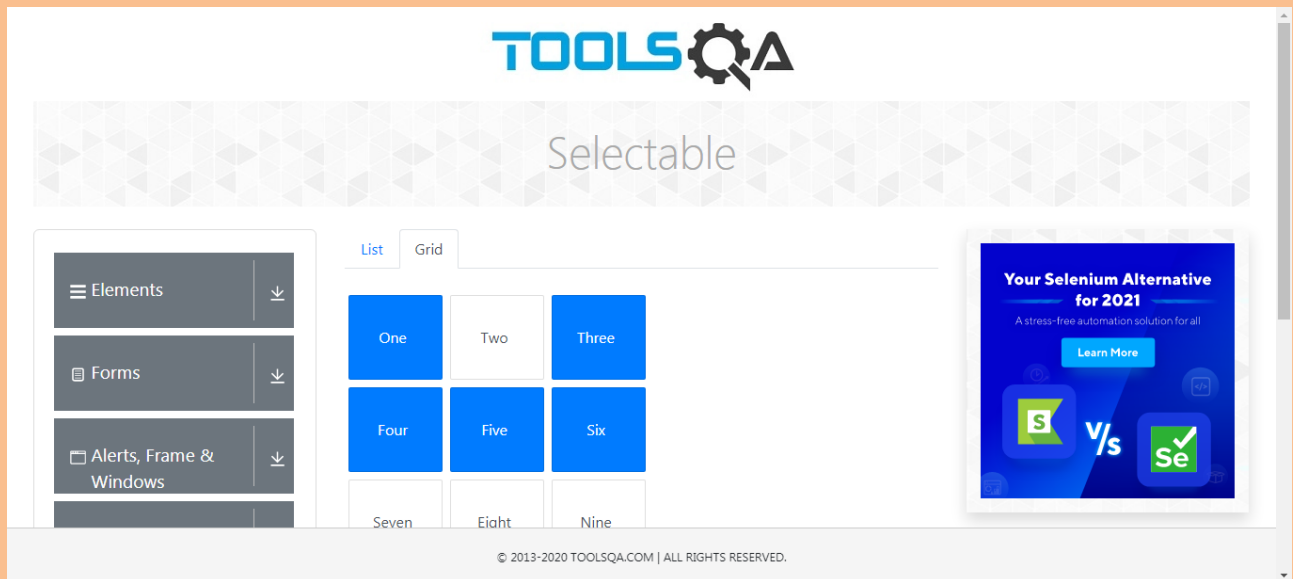 TOOLSQA
Selectable
List
Grid
Elements
Forms
Alerts, Frame &
Windows
One
Two
Three
Four
Five
Six
Seven
Eight
Nine
Your Selenium Alternative
for 2021
A stress-free automation solution for all
Learn More
S
V/s
Se
</>
© 2013-2020 TOOLSQA.COM | ALL RIGHTS RESERVED.